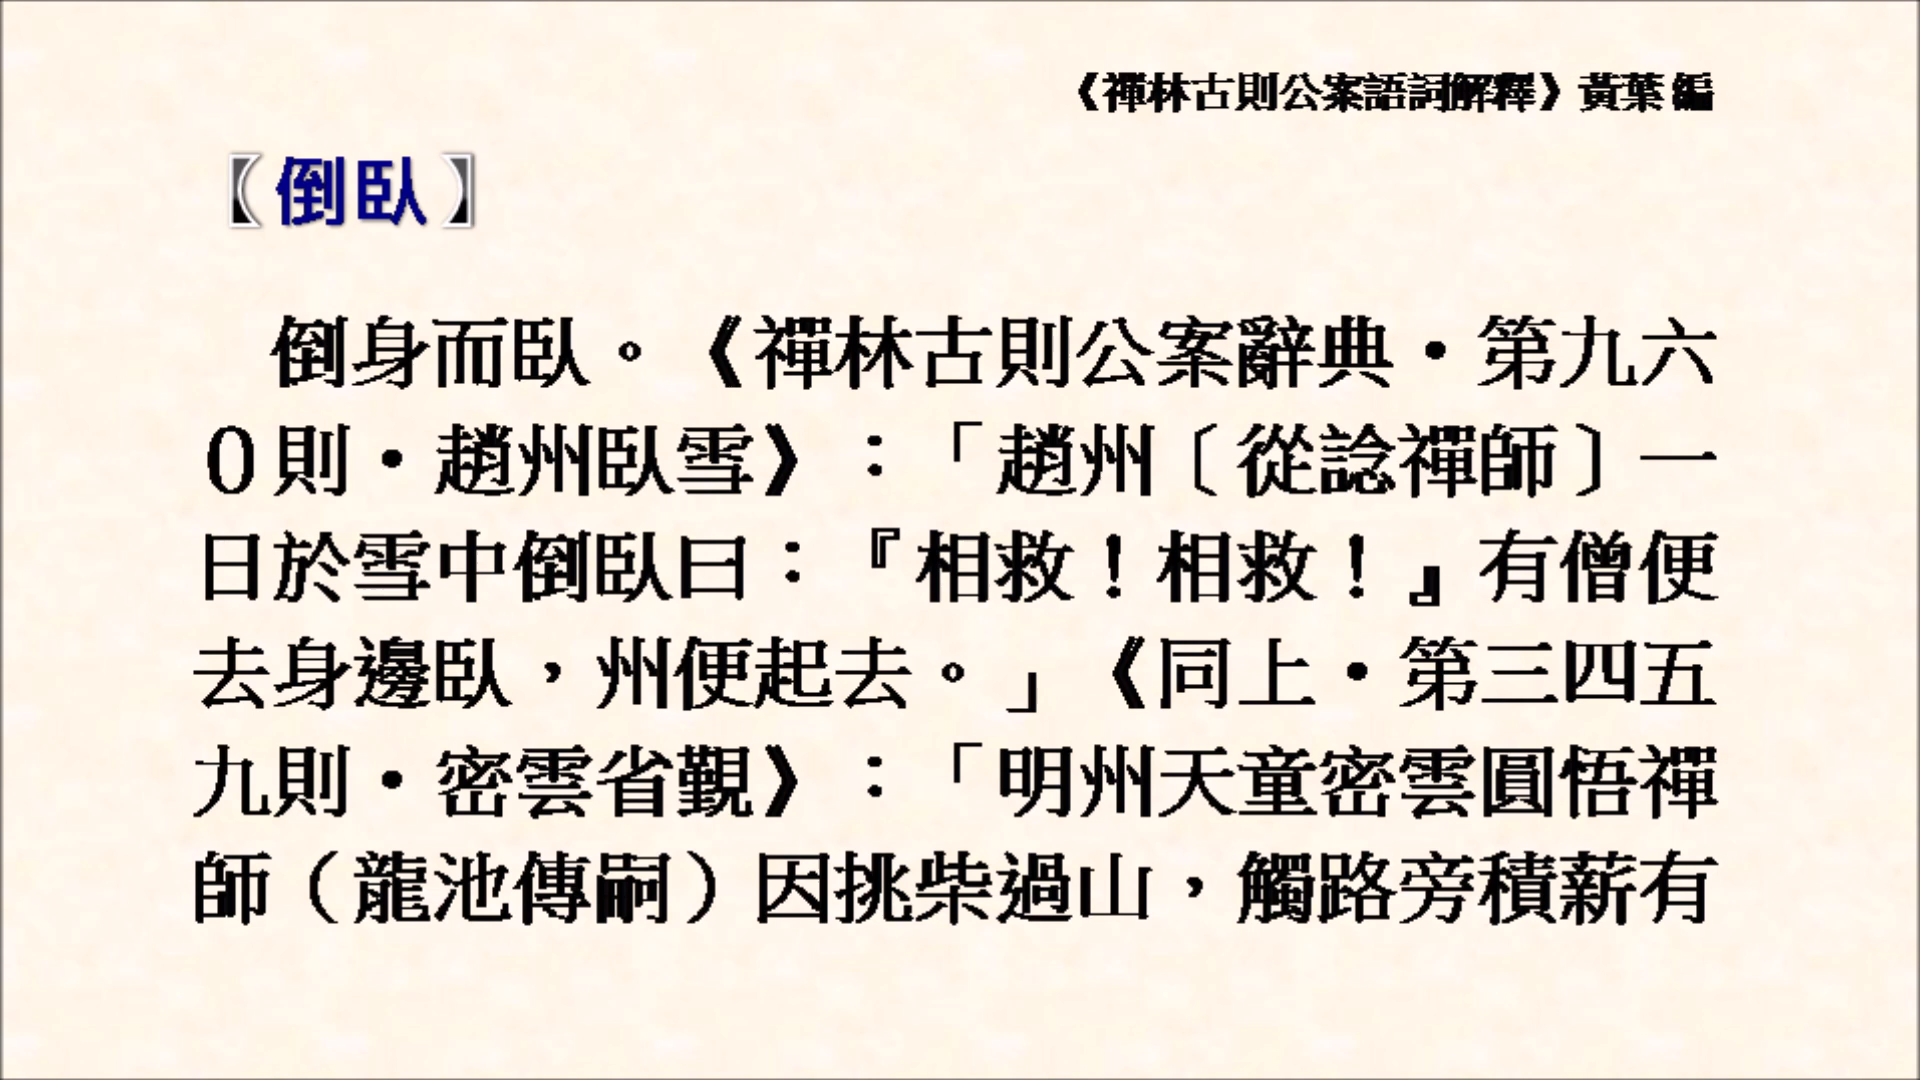 《禪林古則公案語詞解釋》黃葉 編
【倒臥】
倒身而臥。《禪林古則公案辭典・第九六
０則・趙州臥雪》：「趙州〔從諗禪師〕一
日於雪中倒臥曰：『相救！相救！』有僧便
去身邊臥，州便起去。」《同上・第三四五
九則・密雲省覲》：「明州天童密雲圓悟禪
師（龍池傳嗣）因挑柴過山，觸路旁積薪有